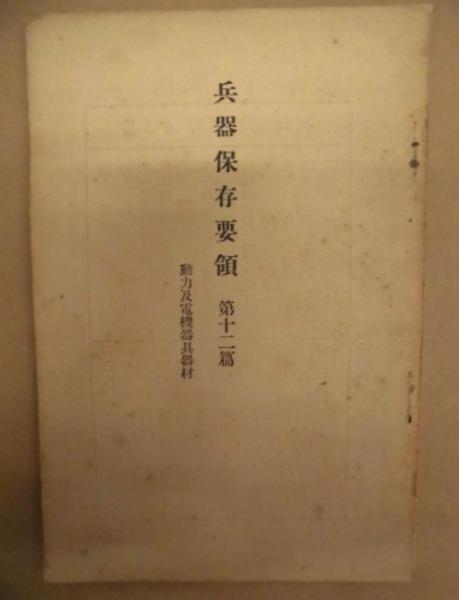 兵器保存要領 第十二篇
動力及電機器具器材